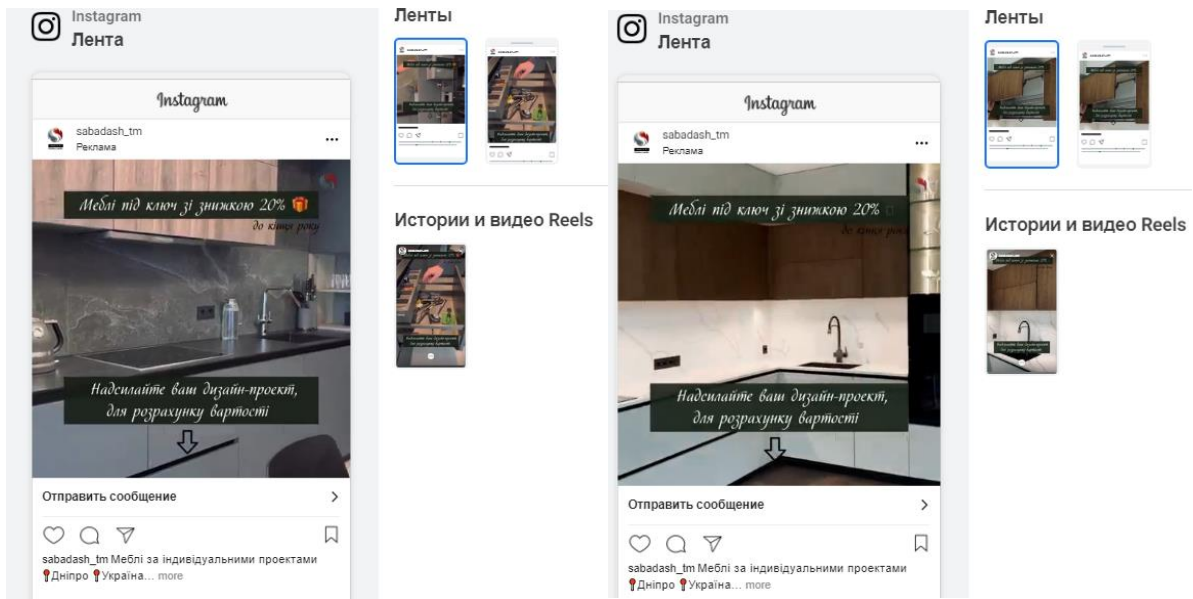 Instagram
Лента
Instagram
sabadash_tm
Реклама
Меблі під ключ зі знижкою 20% 🎁
до кінця року
Надсилайте ваш дизайн-проект,
для розрахунку вартості
Отправить сообщение
sabadash_tm Меблі за індивідуальними проектами
📍Дніпро 📍Україна... more
Ленты
Истории и видео Reels
Instagram
Лента
Instagram
sabadash_tm
Реклама
Меблі під ключ зі знижкою 20%
до кінця року
Надсилайте ваш дизайн-проект,
для розрахунку вартості
Отправить сообщение
sabadash_tm Меблі за індивідуальними проектами
📍Дніпро 📍Україна... more
Ленты
Истории и видео Reels